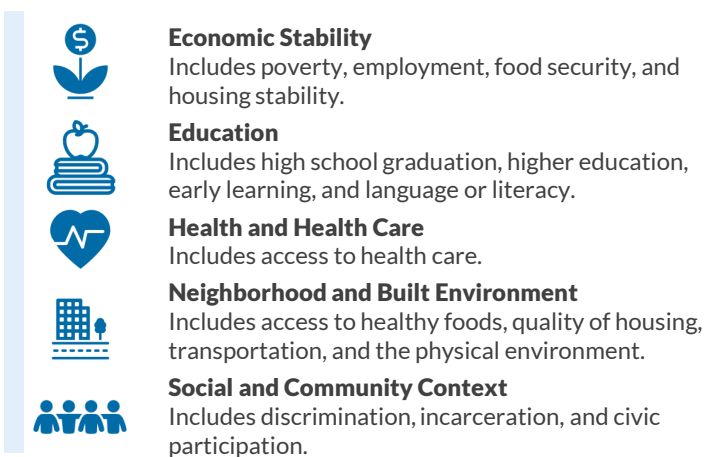 $
Economic Stability
Includes poverty, employment, food security, and
housing stability.
Education
Includes high school graduation, higher education,
early learning, and language or literacy.
Health and Health Care
Includes access to health care.
Neighborhood and Built Environment
Includes access to healthy foods, quality of housing,
transportation, and the physical environment.
Social and Community Context
Includes discrimination, incarceration, and civic
participation.